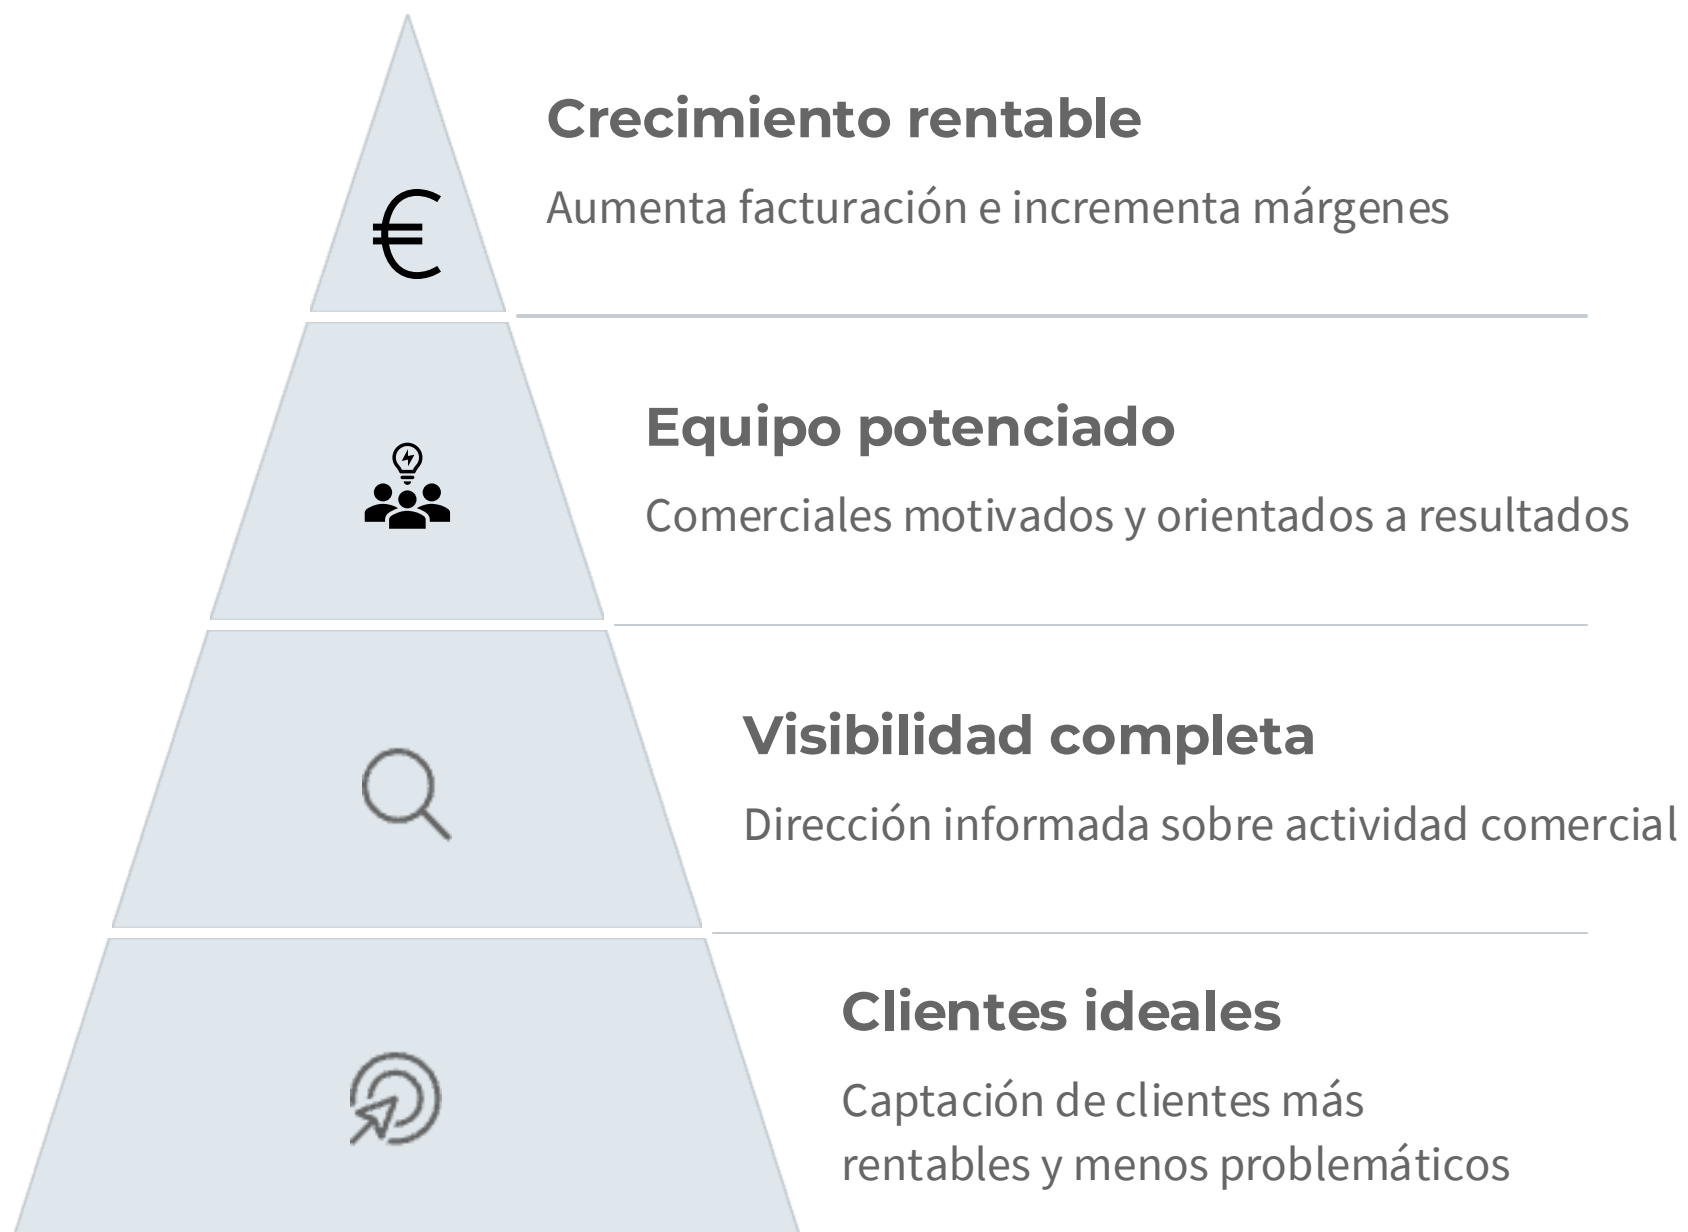 Crecimiento rentable
Aumenta facturación e incrementa márgenes
€
Equipo potenciado
Comerciales motivados y orientados a resultados
Visibilidad completa
Dirección informada sobre actividad comercial
Clientes ideales
Captación de clientes más
rentables y menos problemáticos